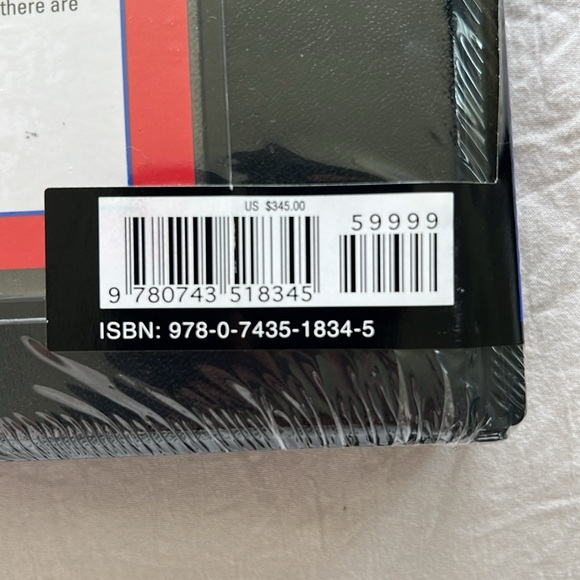 there are
US $345.00
59999
9 780743 518345
ISBN: 978-0-7435-1834-5